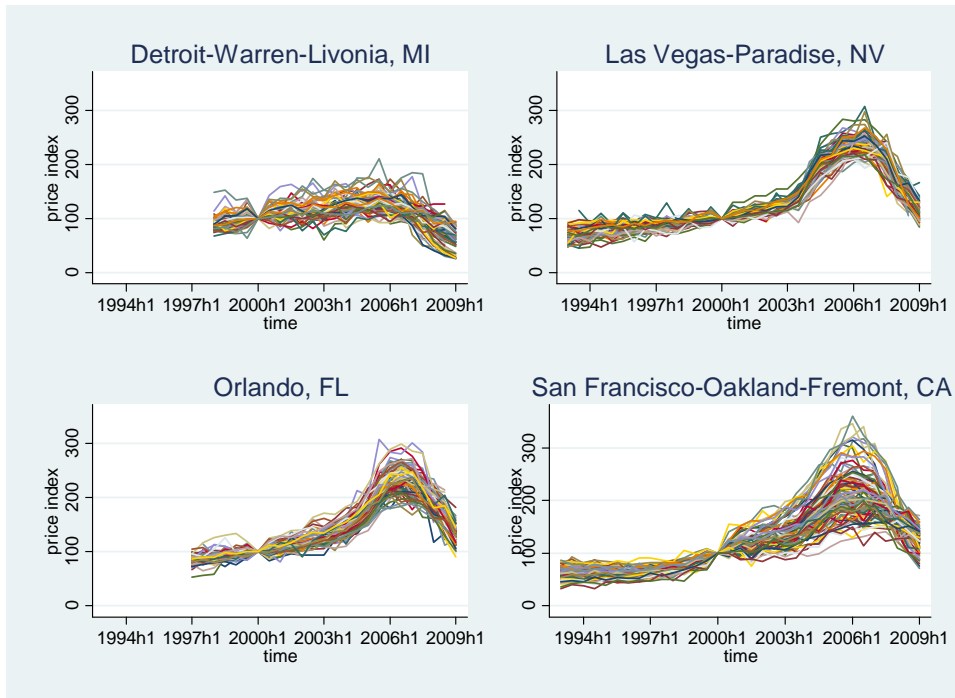 Detroit-Warren-Livonia, MI
price index
0 100 200 300
1994h1 1997h1 2000h1 2003h1 2006h1 2009h1
time
Las Vegas-Paradise, NV
price index
0 100 200 300
1994h1 1997h1 2000h1 2003h1 2006h1 2009h1
time
Orlando, FL
price index
0 100 200 300
1994h1 1997h1 2000h1 2003h1 2006h1 2009h1
time
San Francisco-Oakland-Fremont, CA
price index
0 100 200 300
1994h1 1997h1 2000h1 2003h1 2006h1 2009h1
time